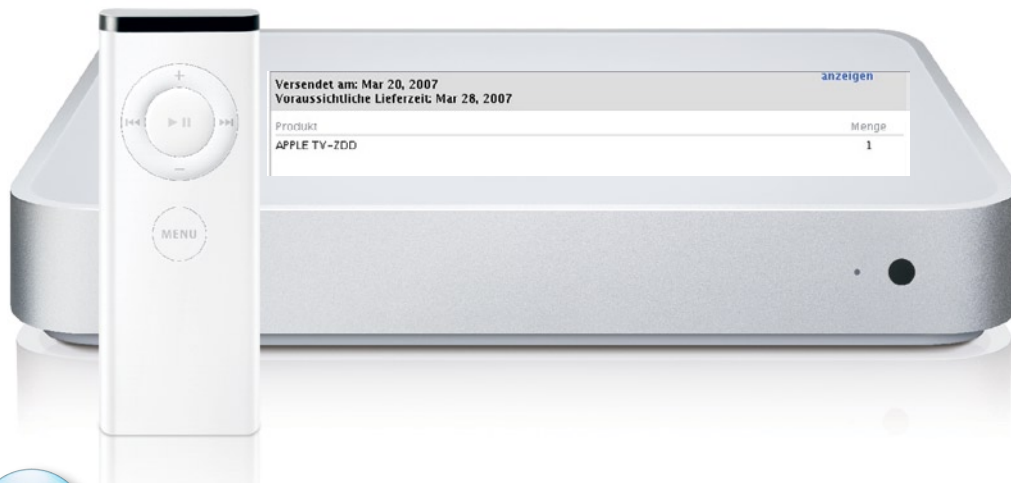 Versendet am: Mar 20, 2007
anzeigen
Voraussichtliche Lieferzeit: Mar 28, 2007
Produkt
Menge
APPLE TV-ZDD
1
MENU